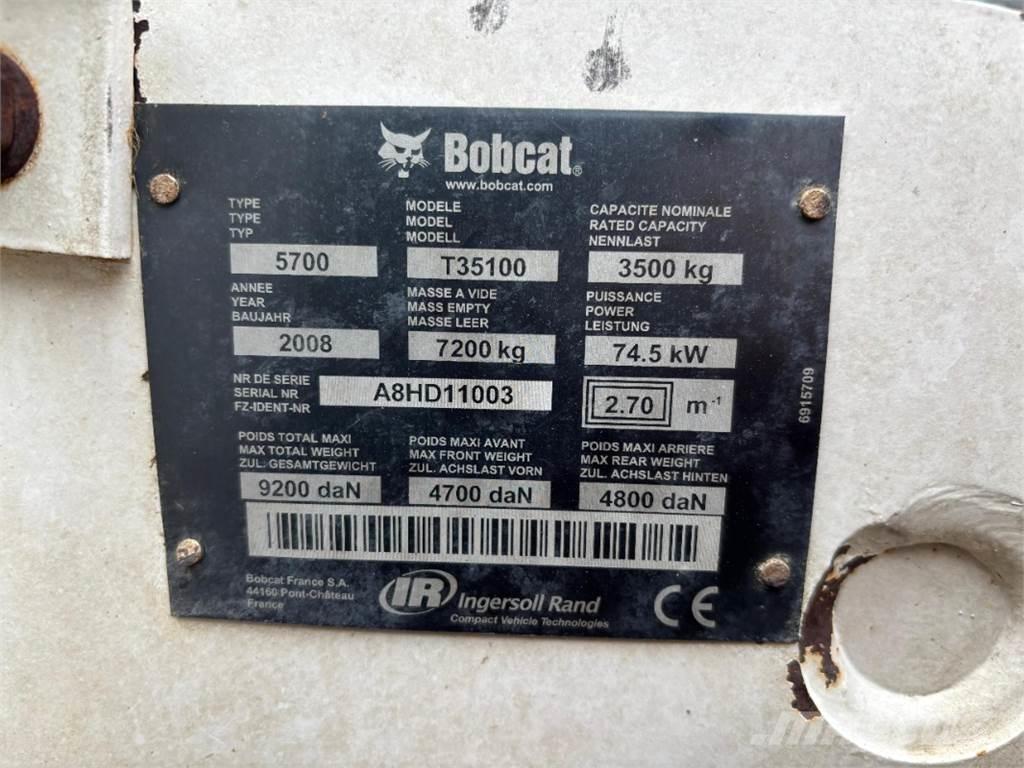 Bobcat®
www.bobcat.com
TYPE
TYPE
TYP
5700
MODELE
MODEL
MODELL
T35100
CAPACITE NOMINALE
RATED CAPACITY
NENNLAST
3500 kg
ANNEE
YEAR
BAUJAHR
2008
MASSE A VIDE
MASS EMPTY
MASSE LEER
7200 kg
PUISSANCE
POWER
LEISTUNG
74.5 kW
NR DE SERIE
SERIAL NR
FZ-IDENT-NR
A8HD11003
2.70 m⁻¹
6915709
POIDS TOTAL MAXI
MAX TOTAL WEIGHT
ZUL. GESAMTGEWICHT
9200 daN
POIDS MAXI AVANT
MAX FRONT WEIGHT
ZUL. ACHSLAST VORN
4700 daN
POIDS MAXI ARRIERE
MAX REAR WEIGHT
ZUL. ACHSLAST HINTEN
4800 daN
Bobcat France S.A.
44160 Pont-Château
France
IR Ingersoll Rand
Compact Vehicle Technologies
CE